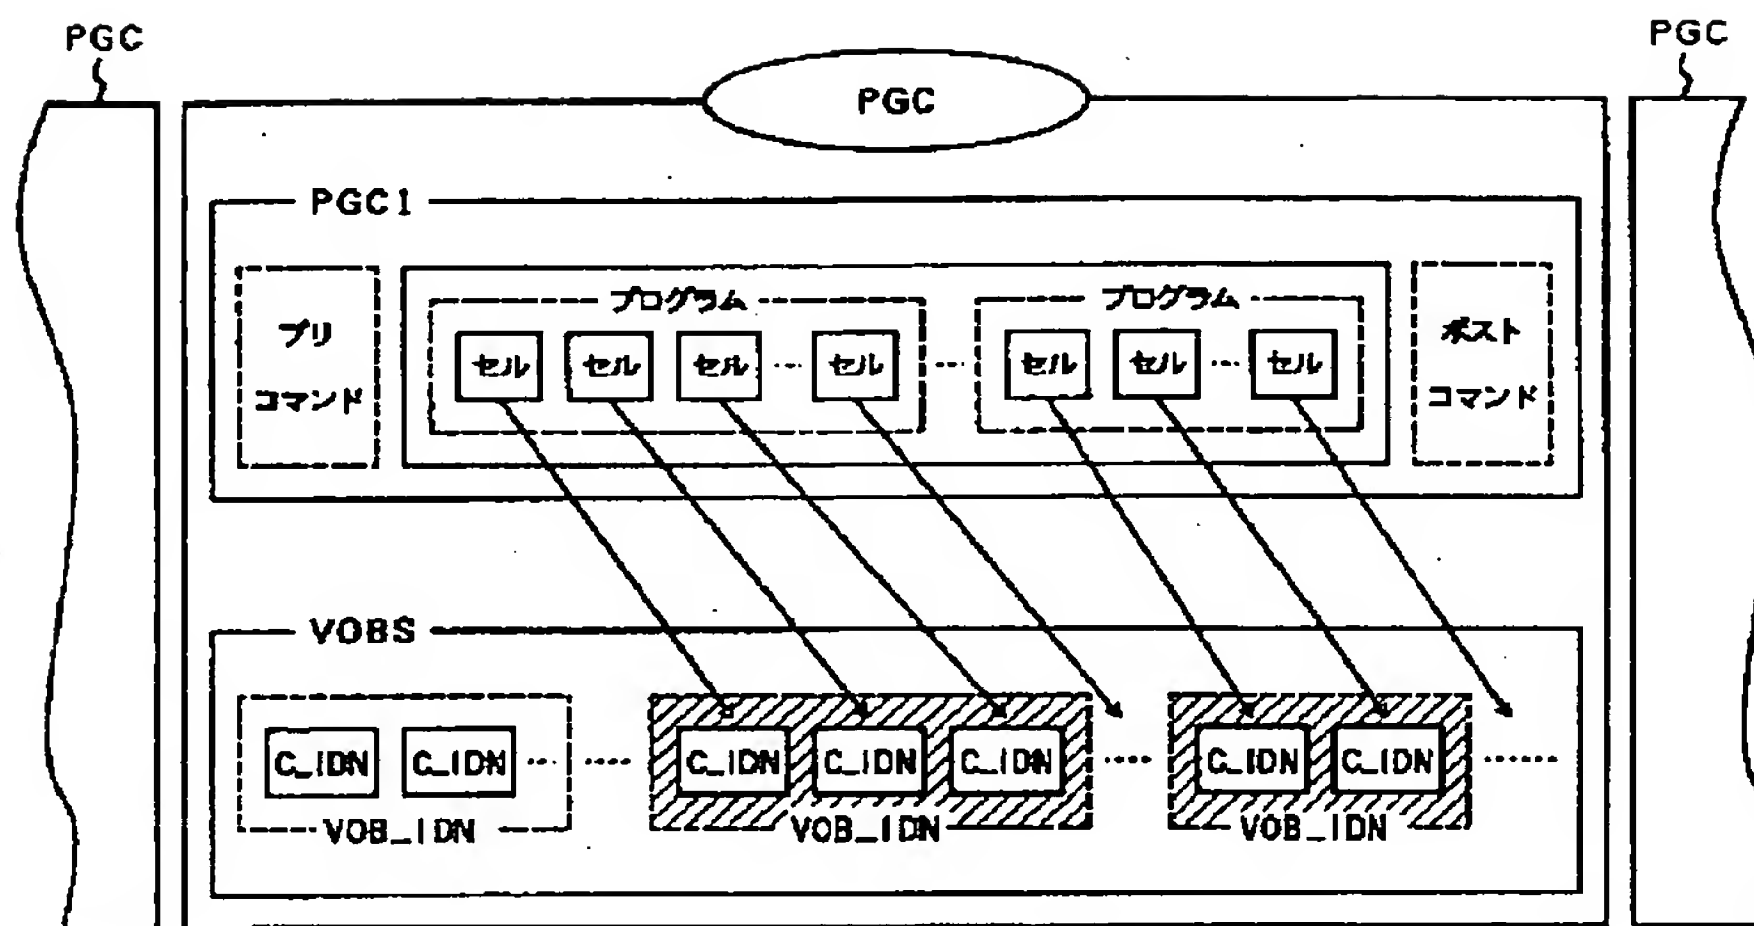 PGC
PGC
PGC
PGC1
プログラム
プログラム
プリ
コマンド
セル
セル
セル
...
セル
...
セル
セル
...
セル
ポスト
コマンド
VOBS
C_IDN
C_IDN
...
.....
C_IDN
C_IDN
C_IDN
.....
C_IDN
C_IDN
.......
VOB_IDN
VOB_IDN
VOB_IDN